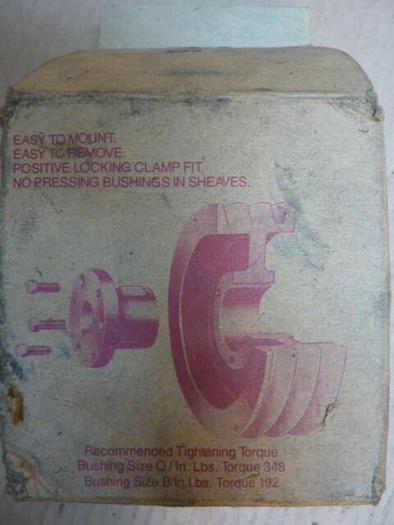 EASY TO MOUNT.
EASY TO REMOVE.
POSITIVE LOCKING CLAMP FIT.
NO PRESSING BUSHINGS IN SHEAVES.
Recommended Tightening Torque
Bushing Size Q/In. Lbs. Torque 348
Bushing Size B/In. Lbs. Torque 192